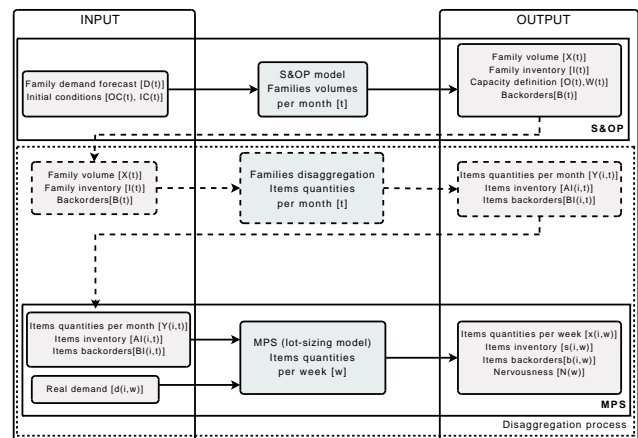 INPUT
OUTPUT
Family demand forecast [D(t)]
Initial conditions [OC(t), IC(t)]
S&OP model
Families volumes
per month [t]
Family volume [X(t)]
Family inventory [I(t)]
Capacity definition [O(t),W(t)]
Backorders[B(t)]
S&OP
Family volume [X(t)]
Family inventory [I(t)]
Backorders[B(t)]
Families disaggregation
Items quantities
per month [t]
Items quantities per month [Y(i,t)]
Items inventory [AI(i,t)]
Items backorders[BI(i,t)]
Items quantities per month [Y(i,t)]
Items inventory [AI(i,t)]
Items backorders[BI(i,t)]
Real demand [d(i,w)]
MPS (lot-sizing model)
Items quantities
per week [w]
Items quantities per week [x(i,w)]
Items inventory [s(i,w)]
Items backorders[b(i,w)]
Nervousness [N(w)]
MPS
Disaggregation process